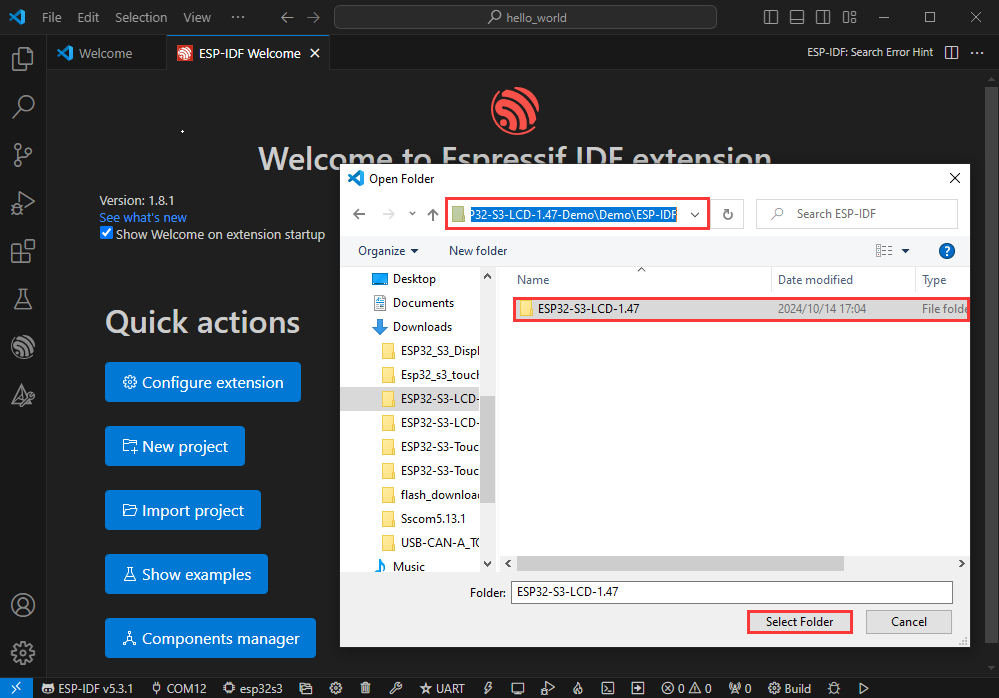 File Edit Selection View ··· hello_world
Welcome ESP-IDF Welcome ESP-IDF: Search Error Hint
Welcome to Espressif IDF extension
Version: 1.8.1
See what's new
Show Welcome on extension startup
Quick actions
Configure extension
New project
Import project
Show examples
Components manager
Open Folder
P32-S3-LCD-1.47-Demo\Demo\ESP-IDF Search ESP-IDF
Organize New folder
Name Date modified Type
Desktop
Documents
Downloads
ESP32_S3_Displ
Esp32_s3_touch
ESP32-S3-LCD-
ESP32-S3-LCD-
ESP32-S3-Touc
ESP32-S3-Touc
flash_download
Sscom5.13.1
USB-CAN-A_TO
Music
ESP32-S3-LCD-1.47 2024/10/14 17:04 File folde
Folder: ESP32-S3-LCD-1.47
Select Folder Cancel
ESP-IDF v5.3.1 COM12 esp32s3 UART 0 0 0 Build